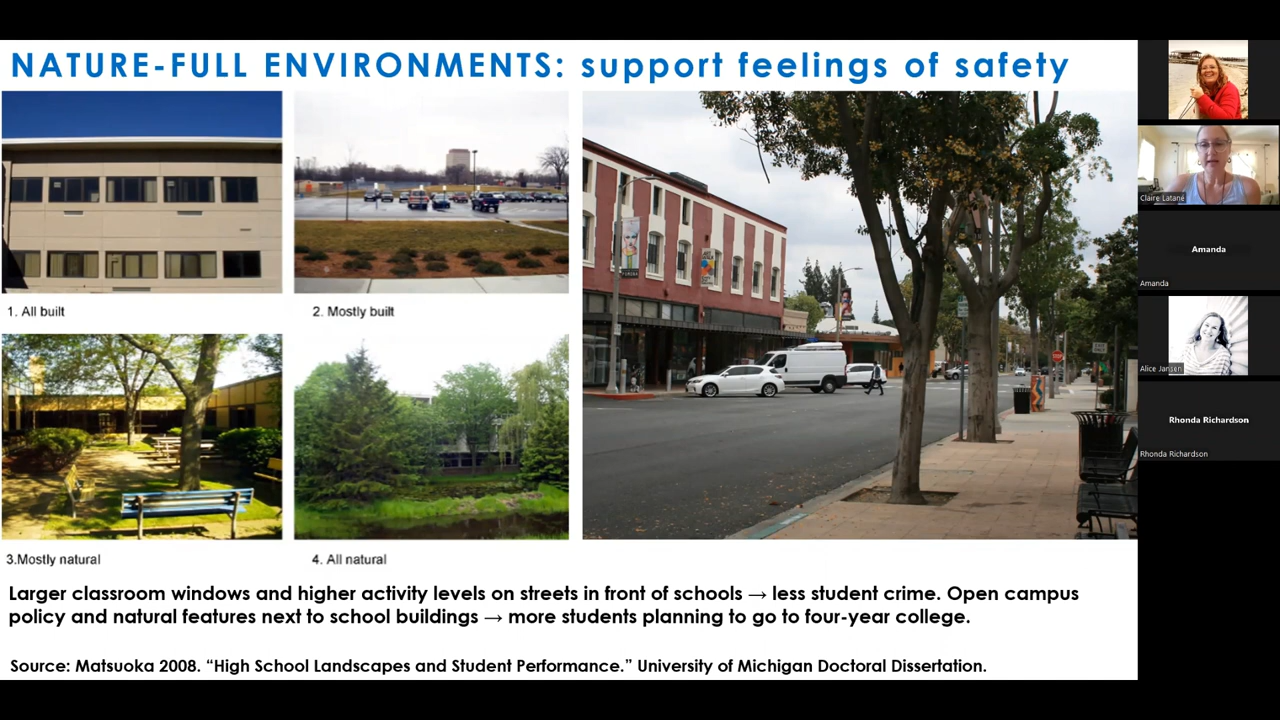 NATURE-FULL ENVIRONMENTS: support feelings of safety
1. All built
2. Mostly built
3.Mostly natural
4. All natural
Larger classroom windows and higher activity levels on streets in front of schools → less student crime. Open campus
policy and natural features next to school buildings → more students planning to go to four-year college.
Source: Matsuoka 2008. “High School Landscapes and Student Performance.” University of Michigan Doctoral Dissertation.
Claire Latané
Amanda
Amanda
Alice Jansen
Rhonda Richardson
Rhonda Richardson